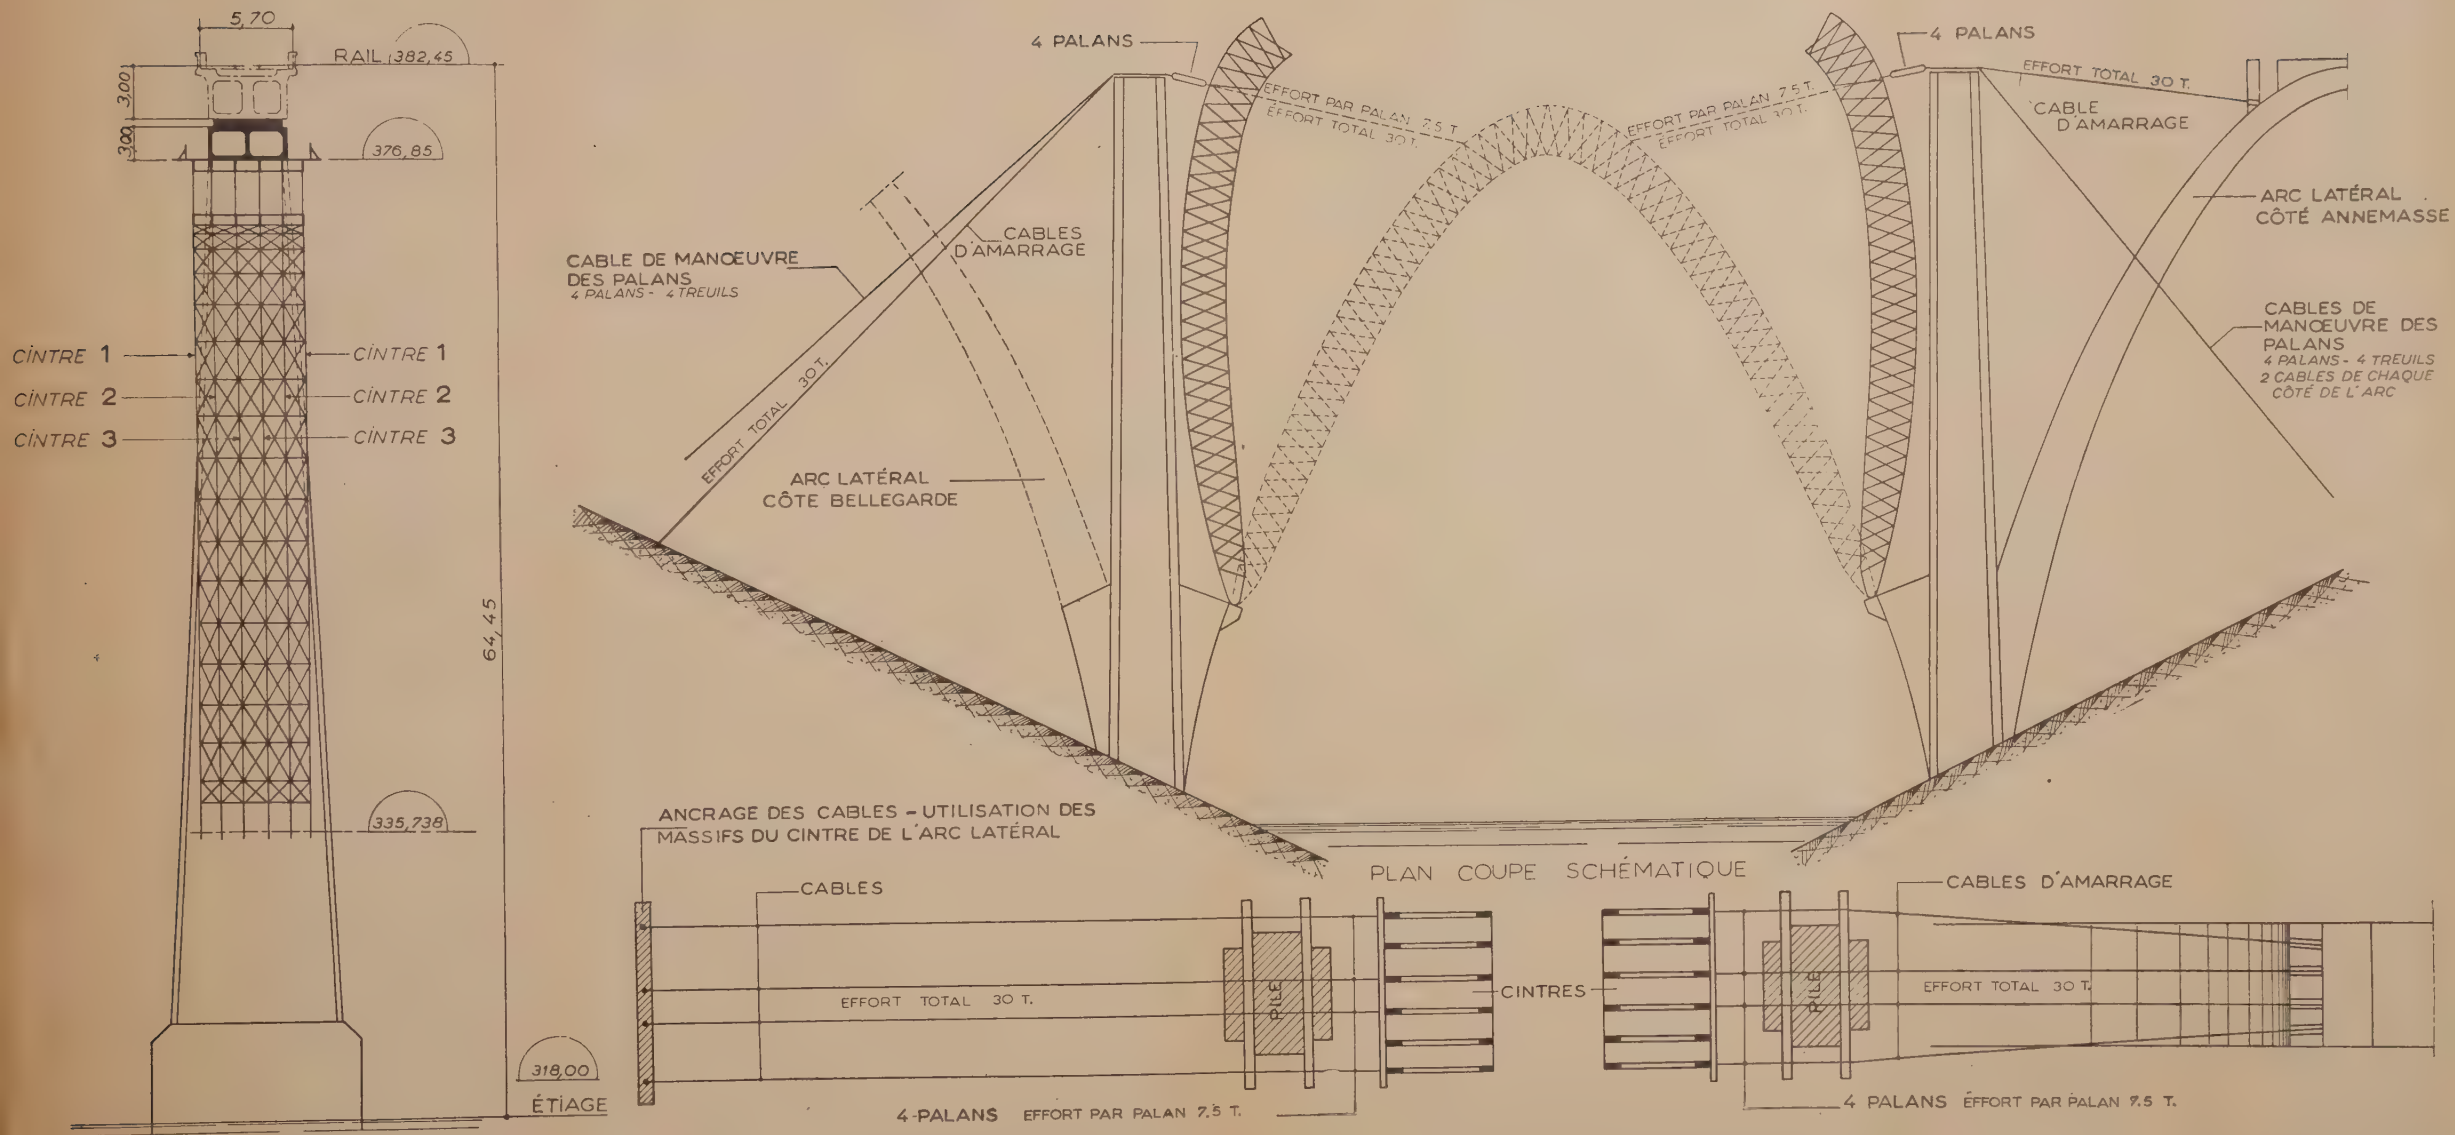 5,70
RAIL 382,45
3,00
3,00
376,85
CINTRE 1
CINTRE 1
CINTRE 2
CINTRE 2
CINTRE 3
CINTRE 3
64,45
335,738
318,00
ÉTIAGE
4 PALANS
EFFORT PAR PALAN 7.5 T.
EFFORT TOTAL 30 T.
CABLES
D'AMARRAGE
CABLE DE MANŒUVRE
DES PALANS
4 PALANS - 4 TREUILS
EFFORT TOTAL 30 T.
ARC LATÉRAL
CÔTE BELLEGARDE
4 PALANS
EFFORT PAR PALAN 7.5 T.
EFFORT TOTAL 30 T.
EFFORT TOTAL 30 T.
CABLE
D'AMARRAGE
ARC LATÉRAL
CÔTÉ ANNEMASSE
CABLES DE
MANŒUVRE DES
PALANS
4 PALANS - 4 TREUILS
2 CABLES DE CHAQUE
CÔTÉ DE L'ARC
ANCRAGE DES CABLES - UTILISATION DES
MASSIFS DU CINTRE DE L'ARC LATÉRAL
PLAN COUPE SCHÉMATIQUE
CABLES
EFFORT TOTAL 30 T.
PILE
CINTRES
4-PALANS EFFORT PAR PALAN 7.5 T.
CABLES D'AMARRAGE
PILE
EFFORT TOTAL 30 T.
4 PALANS EFFORT PAR PALAN 7.5 T.